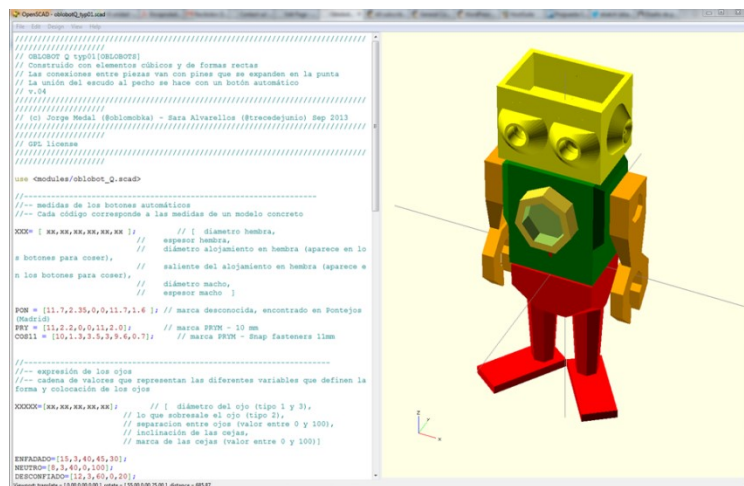 OpenSCAD - oblobotQ_typ01.scad
File Edit Design View Help
////////////////////////////////////////////////////////////////////////////////
///////////////////
// OBLOBOT Q typ01[OBLOBOTS]
// Construido con elementos cúbicos y de formas rectas
// Las conexiones entre piezas van con pines que se expanden en la punta
// La unión del escudo al pecho se hace con un botón automático
// v.04
////////////////////////////////////////////////////////////////////////////////
///////////////////
// (c) Jorge Medal (@oblomobka) - Sara Alvarellos (@trecedejunio) Sep 2013
////////////////////////////////////////////////////////////////////////////////
///////////////////
// GPL license
////////////////////////////////////////////////////////////////////////////////
///////////////////
use <modules/oblobot_Q.scad>
//----------------------------------------------------------------
//-- medidas de los botones automáticos
//-- Cada código corresponde a las medidas de un modelo concreto
XXX= [ xx,xx,xx,xx,xx,xx ]; // [ diametro hembra,
// espesor hembra,
// diámetro alojamiento en hembra (aparece en lo
s botones para coser),
// saliente del alojamiento en hembra (aparece e
n los botones para coser),
// diámetro macho,
// espesor macho ]
PON = [11.7,2.35,0,0,11.7,1.6 ]; // marca desconocida, encontrado en Pontejos
(Madrid)
PRY = [11,2.2,0,0,11,2.0]; // marca PRYM - 10 mm
COS11 = [10,1.3,3.5,3,9.6,0.7]; // marca PRYM - Snap fasteners 11mm
//-------------------------------------------------------------------
//-- expresión de los ojos
//-- cadena de valores que representan las diferentes variables que definen la
forma y colocación de los ojos
XXXXX=[xx,xx,xx,xx,xx]; // [ diámetro del ojo (tipo 1 y 3),
// lo que sobresale el ojo (tipo 2),
// separacion entre ojos (valor entre 0 y 100),
// inclinación de las cejas,
// marca de las cejas (valor entre 0 y 100)]
ENFADADO=[15,3,40,45,30];
NEUTRO=[8,3,40,0,100];
DESCONFIADO=[12,3,60,0,20];
Z
Y
X